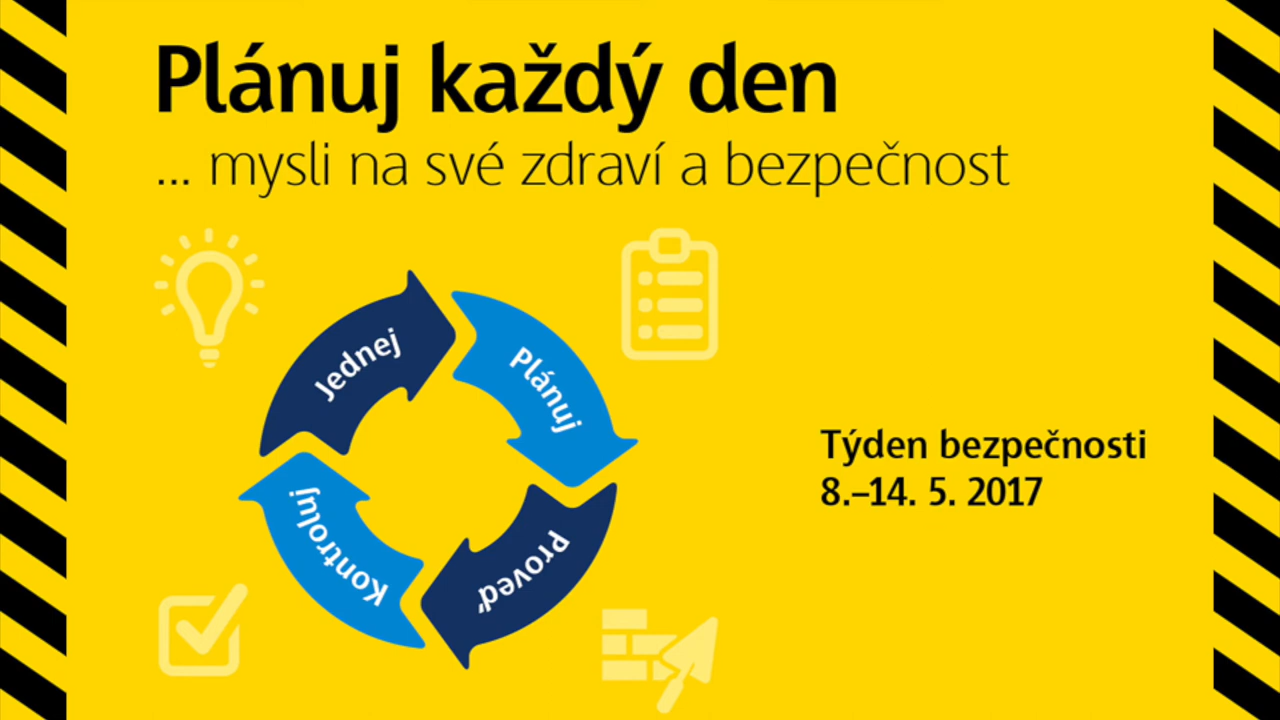 Plánuj každý den
... mysli na své zdraví a bezpečnost
Jednej
Plánuj
Proveď
Kontroluj
Týden bezpečnosti
8.–14. 5. 2017